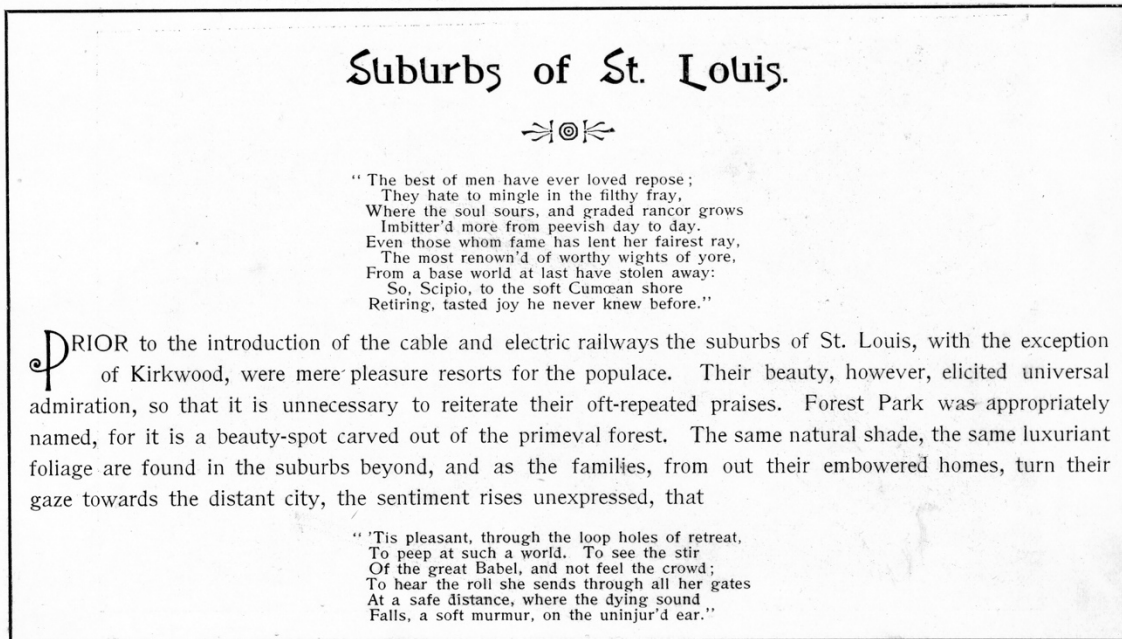 Suburbs of St. Louis.
“ The best of men have ever loved repose ;
They hate to mingle in the filthy fray,
Where the soul sours, and graded rancor grows
Imbitter'd more from peevish day to day.
Even those whom fame has lent her fairest ray,
The most renown'd of worthy wights of yore,
From a base world at last have stolen away:
So, Scipio, to the soft Cumœan shore
Retiring, tasted joy he never knew before.”
PRIOR to the introduction of the cable and electric railways the suburbs of St. Louis, with the exception
of Kirkwood, were mere pleasure resorts for the populace. Their beauty, however, elicited universal
admiration, so that it is unnecessary to reiterate their oft-repeated praises. Forest Park was appropriately
named, for it is a beauty-spot carved out of the primeval forest. The same natural shade, the same luxuriant
foliage are found in the suburbs beyond, and as the families, from out their embowered homes, turn their
gaze towards the distant city, the sentiment rises unexpressed, that
“ 'Tis pleasant, through the loop holes of retreat,
To peep at such a world. To see the stir
Of the great Babel, and not feel the crowd ;
To hear the roll she sends through all her gates
At a safe distance, where the dying sound
Falls, a soft murmur, on the uninjur'd ear.”